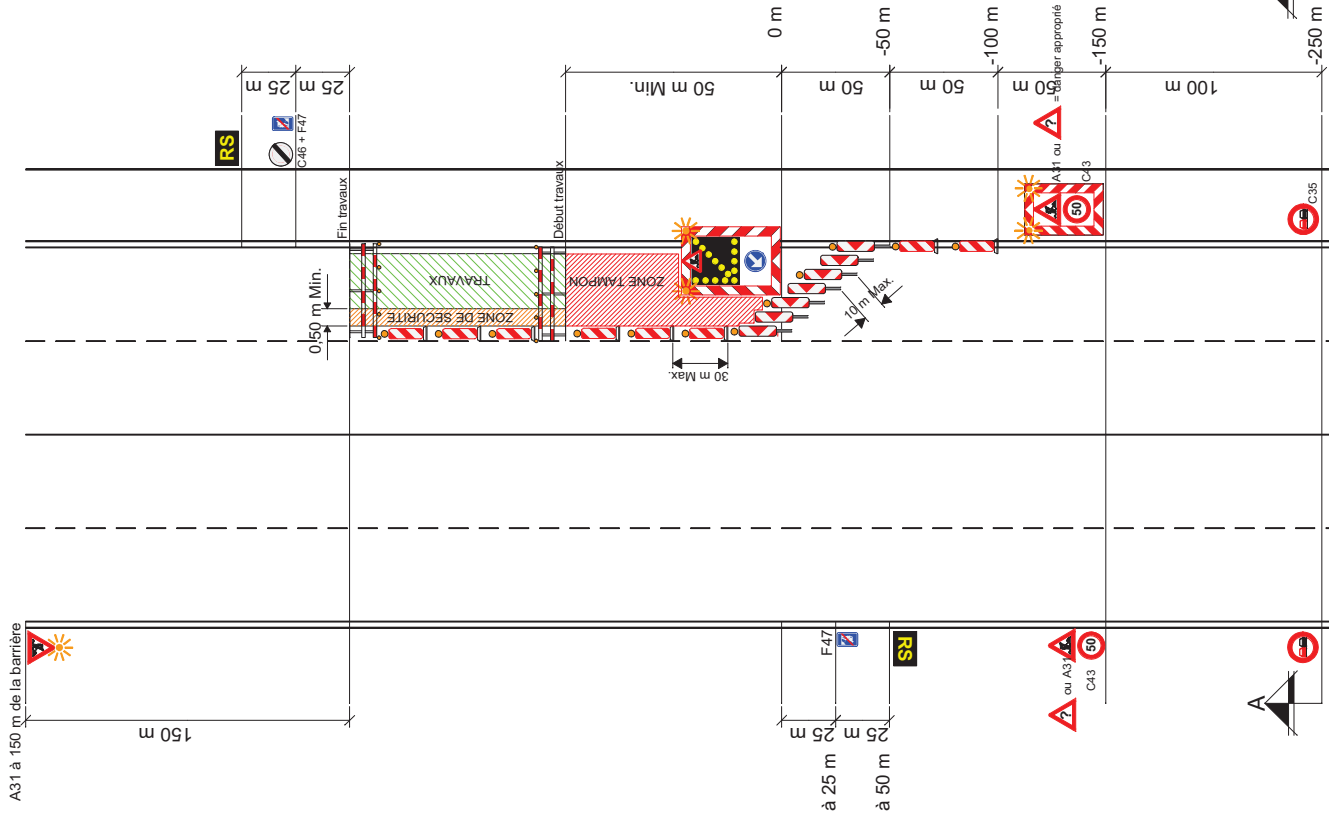 A31 à 150 m de la barrière
150 m
25 m
25 m
RS
C46 + F47
Fin travaux
0,50 m Min.
TRAVAUX
ZONE DE SECURITE
Début travaux
ZONE TAMPON
50 m Min.
30 m Max.
10 m Max.
0 m
50 m
-50 m
50 m
-100 m
50 m
-150 m
100 m
-250 m
?
A31 ou
= danger approprié
C43
50
C35
25 m
à 25 m
F47
25 m
à 50 m
RS
?
ou A31
C43
50
A